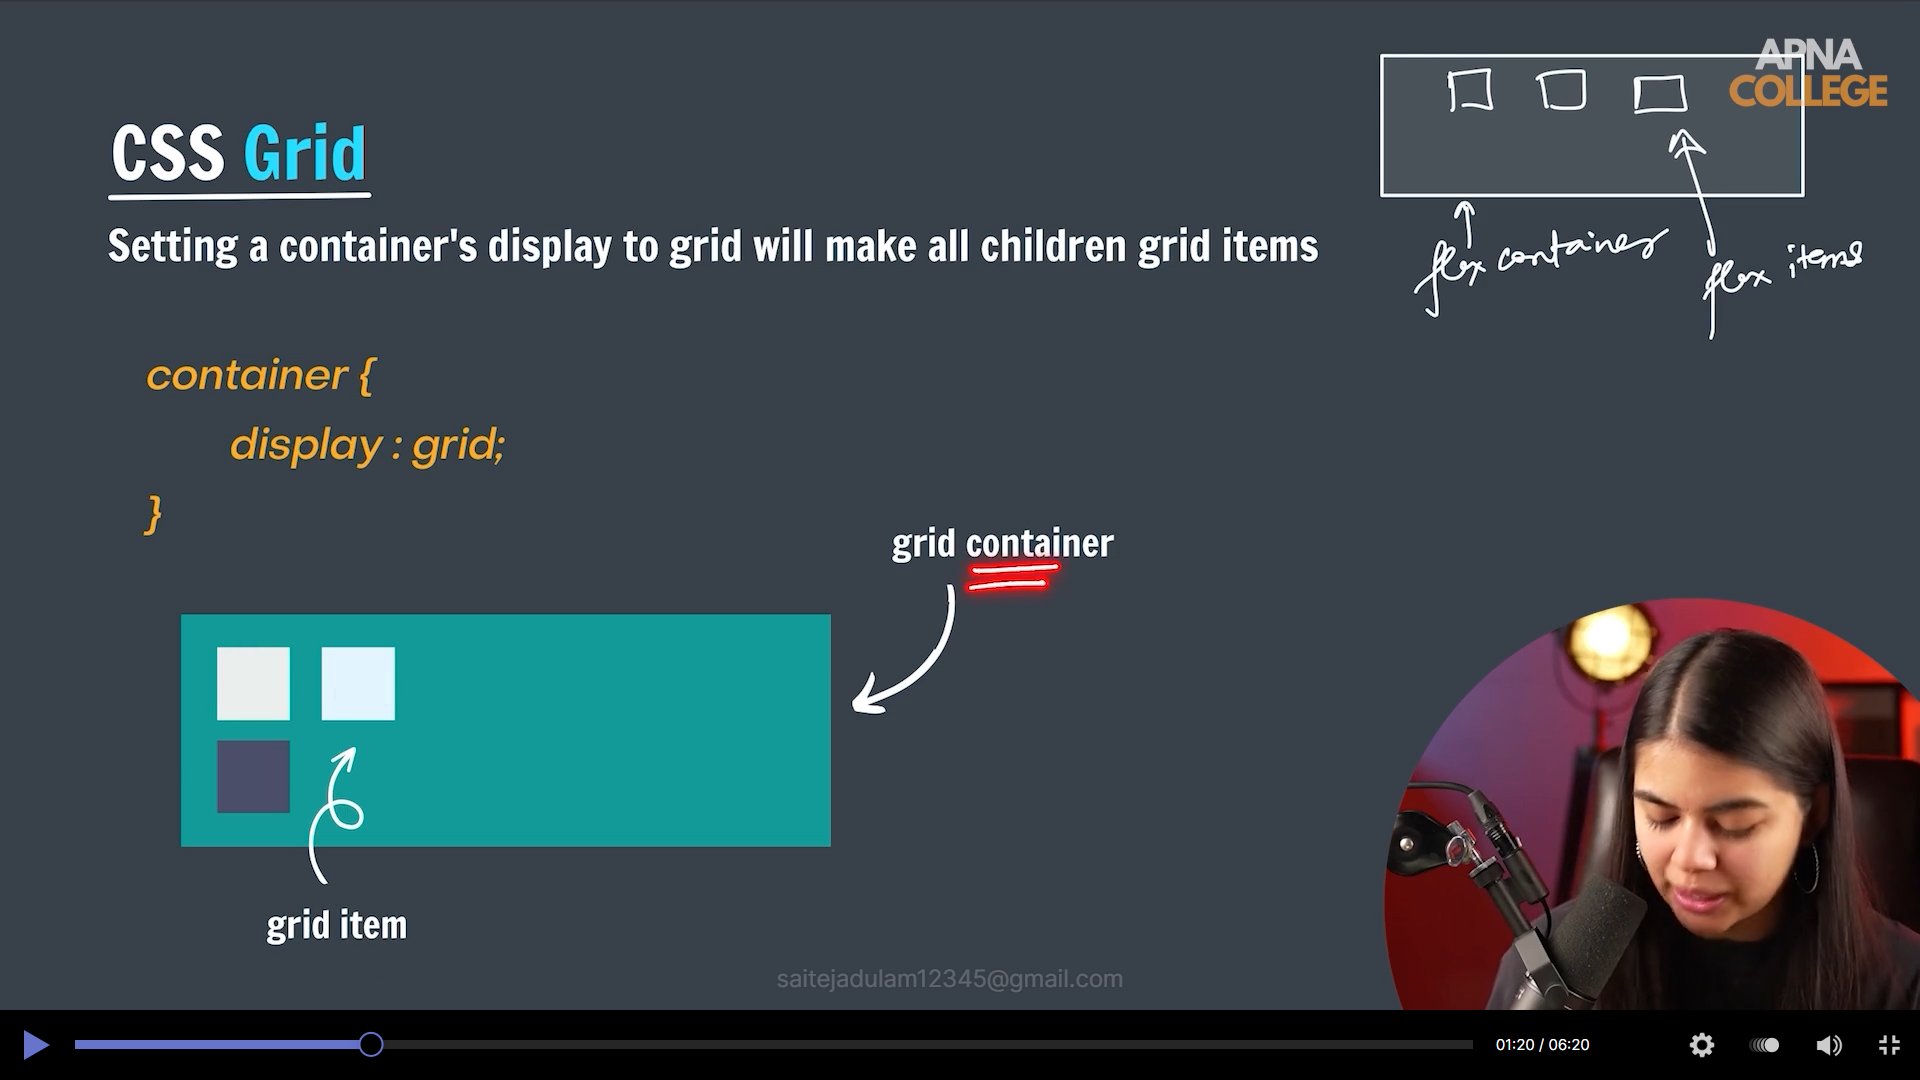 APNA
COLLEGE
CSS Grid
Setting a container's display to grid will make all children grid items
flex container
flex items
container {
display : grid;
}
grid container
grid item
saitejadulam12345@gmail.com
01:20 / 06:20